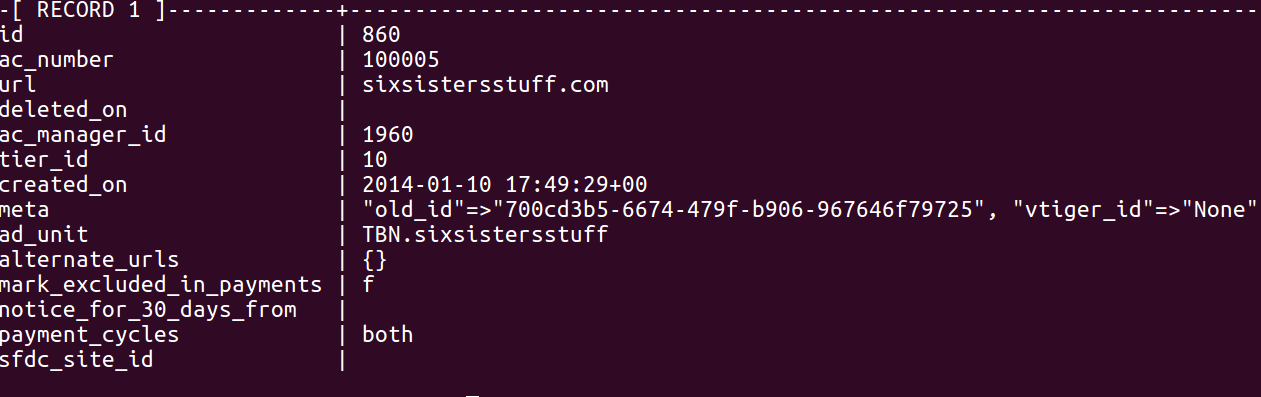 -[ RECORD 1 ]-------------+-----------------------------------------------------------------------
id | 860
ac_number | 100005
url | sixsistersstuff.com
deleted_on |
ac_manager_id | 1960
tier_id | 10
created_on | 2014-01-10 17:49:29+00
meta | "old_id"=>"700cd3b5-6674-479f-b906-967646f79725", "vtiger_id"=>"None"
ad_unit | TBN.sixsistersstuff
alternate_urls | {}
mark_excluded_in_payments | f
notice_for_30_days_from |
payment_cycles | both
sfdc_site_id |